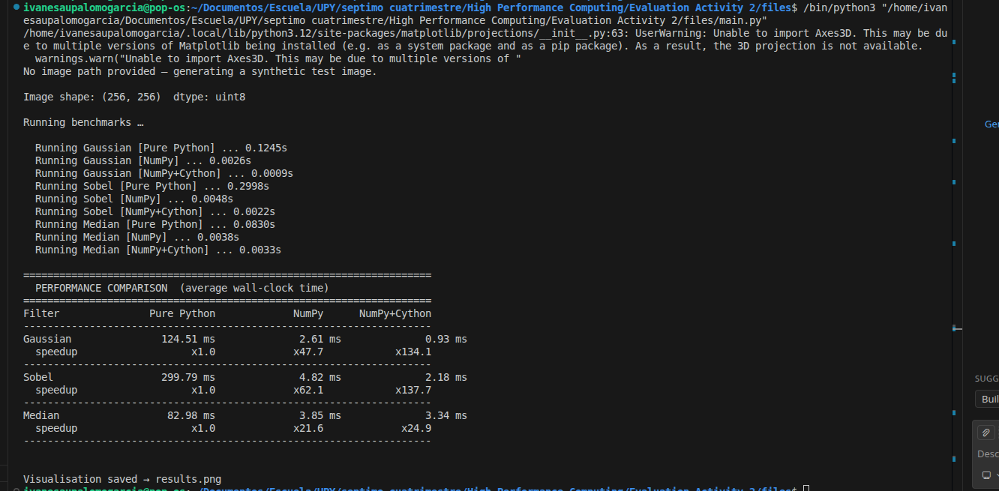 ivanesaupalomogarcia@pop-os:~/Documentos/Escuela/UPY/septimo cuatrimestre/High Performance Computing/Evaluation Activity 2/files$ /bin/python3 "/home/ivan
esaupalomogarcia/Documentos/Escuela/UPY/septimo cuatrimestre/High Performance Computing/Evaluation Activity 2/files/main.py"
/home/ivanesaupalomogarcia/.local/lib/python3.12/site-packages/matplotlib/projections/__init__.py:63: UserWarning: Unable to import Axes3D. This may be du
e to multiple versions of Matplotlib being installed (e.g. as a system package and as a pip package). As a result, the 3D projection is not available.
  warnings.warn("Unable to import Axes3D. This may be due to multiple versions of "
No image path provided — generating a synthetic test image.

Image shape: (256, 256)  dtype: uint8

Running benchmarks …

  Running Gaussian [Pure Python] ... 0.1245s
  Running Gaussian [NumPy] ... 0.0026s
  Running Gaussian [NumPy+Cython] ... 0.0009s
  Running Sobel [Pure Python] ... 0.2998s
  Running Sobel [NumPy] ... 0.0048s
  Running Sobel [NumPy+Cython] ... 0.0022s
  Running Median [Pure Python] ... 0.0830s
  Running Median [NumPy] ... 0.0038s
  Running Median [NumPy+Cython] ... 0.0033s

====================================================================
  PERFORMANCE COMPARISON  (average wall-clock time)
====================================================================
Filter               Pure Python             NumPy      NumPy+Cython
--------------------------------------------------------------------
Gaussian               124.51 ms              2.61 ms              0.93 ms
  speedup                   x1.0             x47.7            x134.1
--------------------------------------------------------------------
Sobel                  299.79 ms              4.82 ms              2.18 ms
  speedup                   x1.0             x62.1            x137.7
--------------------------------------------------------------------
Median                  82.98 ms              3.85 ms              3.34 ms
  speedup                   x1.0             x21.6             x24.9
--------------------------------------------------------------------

Visualisation saved → results.png
ivanesaupalomogarcia@pop-os:~/Documentos/Escuela/UPY/septimo cuatrimestre/High Performance Computing/Evaluation Activity 2/files$
Ger
SUGG
Buil
Desc